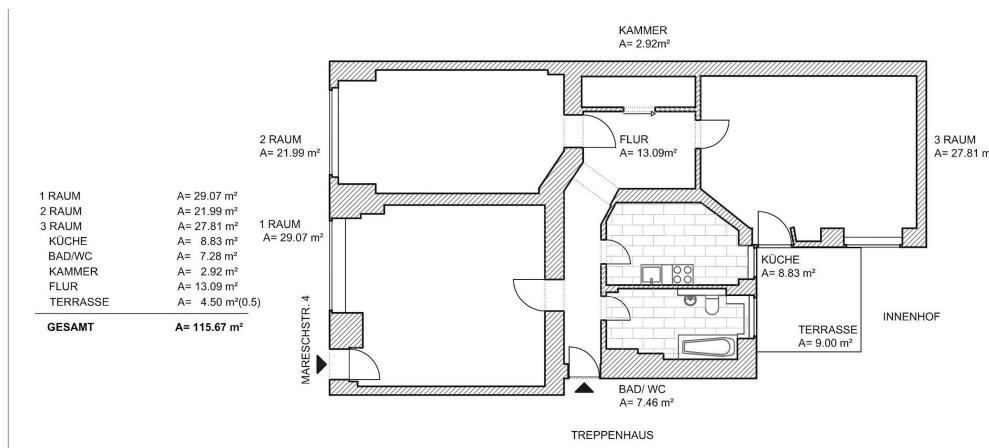 KAMMER
A= 2.92m²
2 RAUM
A= 21.99 m²
FLUR
A= 13.09m²
3 RAUM
A= 27.81 m²
1 RAUM A= 29.07 m²
2 RAUM A= 21.99 m²
3 RAUM A= 27.81 m²
KÜCHE A= 8.83 m²
BAD/WC A= 7.28 m²
KAMMER A= 2.92 m²
FLUR A= 13.09 m²
TERRASSE A= 4.50 m²(0.5)
GESAMT A= 115.67 m²
1 RAUM
A= 29.07 m²
MARESCHSTR. 4
KÜCHE
A= 8.83 m²
TERRASSE
A= 9.00 m²
INNENHOF
BAD/ WC
A= 7.46 m²
TREPPENHAUS